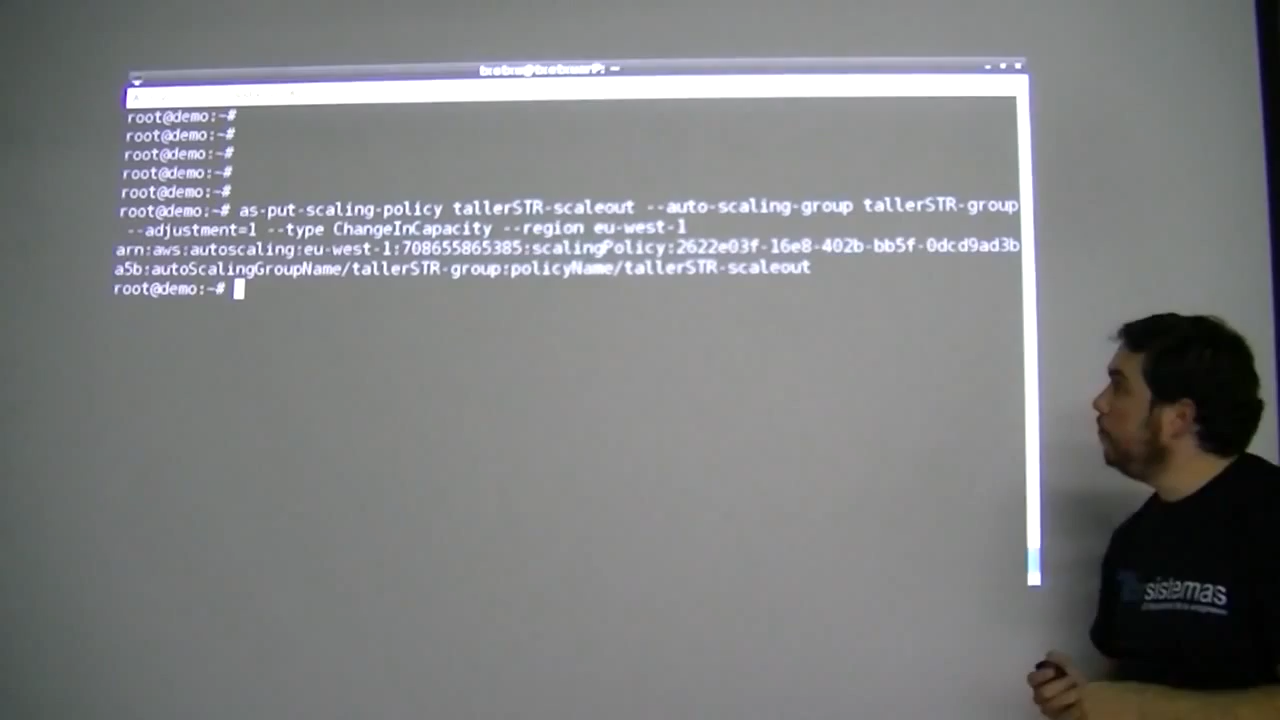 root@demo:~#
root@demo:~#
root@demo:~#
root@demo:~#
root@demo:~#
root@demo:~# as-put-scaling-policy tallerSTR-scaleout --auto-scaling-group tallerSTR-group
--adjustment=1 --type ChangeInCapacity --region eu-west-1
arn:aws:autoscaling:eu-west-1:708655865385:scalingPolicy:2622e03f-16e8-402b-bb5f-0dcd9ad3b
a5b:autoScalingGroupName/tallerSTR-group:policyName/tallerSTR-scaleout
root@demo:~#
sistemas